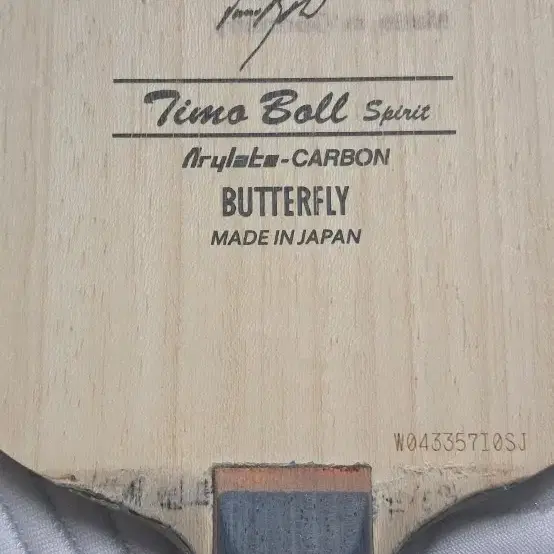 Timo Boll Spirit
Arylate-CARBON
BUTTERFLY
MADE IN JAPAN
W043357I0SJ